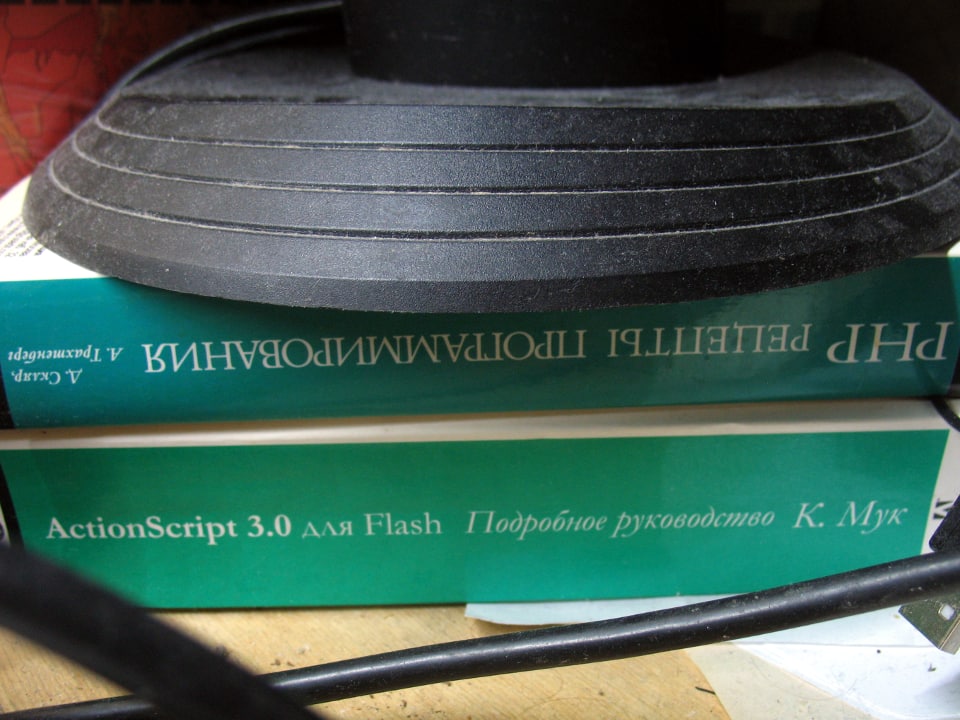 PHP РЕЦЕПТЫ ПРОГРАММИРОВАНИЯ
Д. Скляр,
А. Трахтенберг
ActionScript 3.0 для Flash Подробное руководство К. Мук